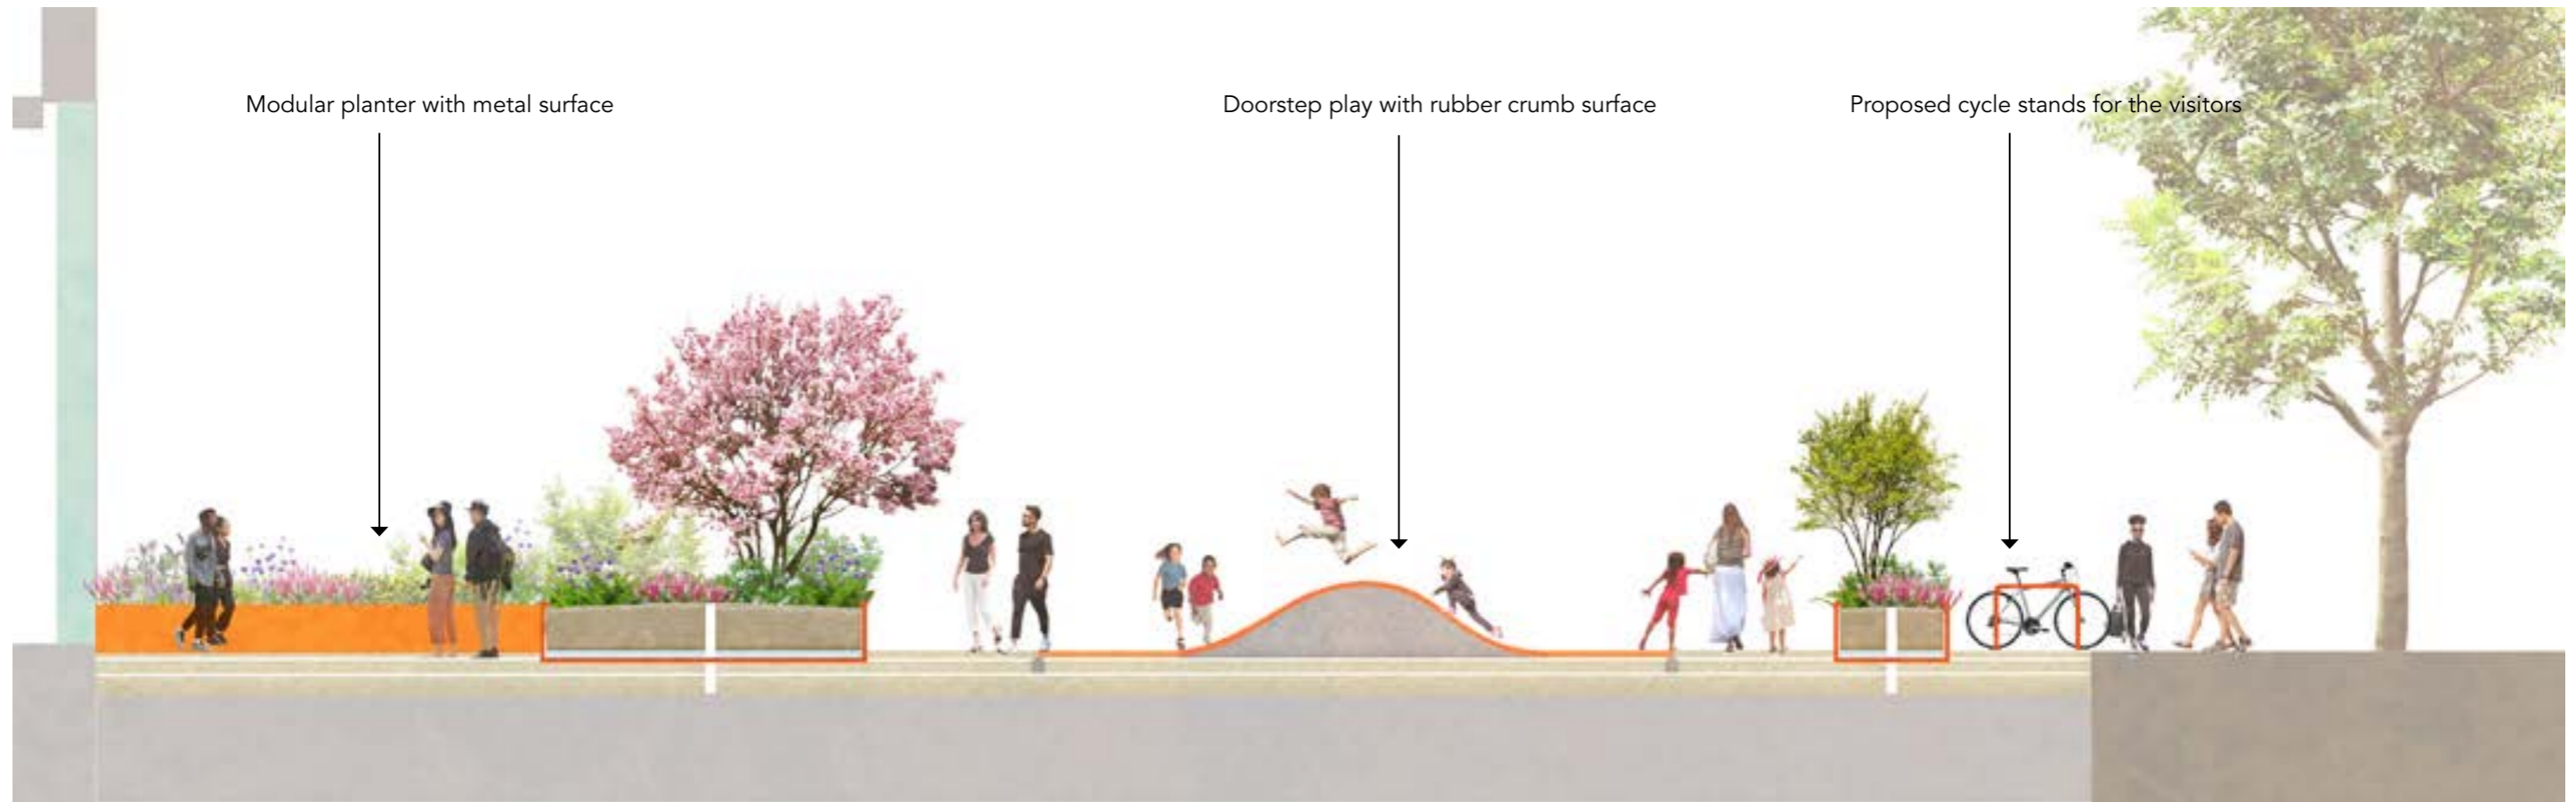 Modular planter with metal surface
Doorstep play with rubber crumb surface
Proposed cycle stands for the visitors